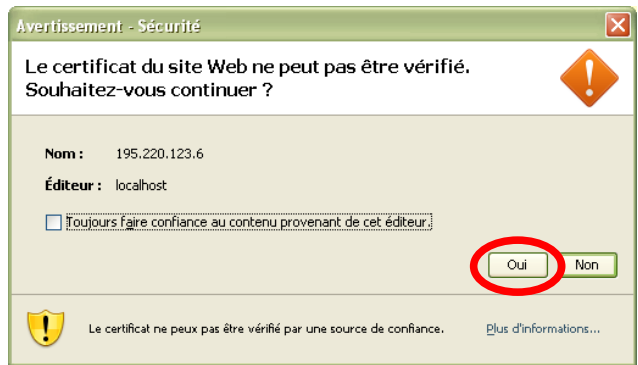 Avertissement - Sécurité
Le certificat du site Web ne peut pas être vérifié.
Souhaitez-vous continuer ?
Nom : 195.220.123.6
Éditeur : localhost
Toujours faire confiance au contenu provenant de cet éditeur.
Oui Non
Le certificat ne peux pas être vérifié par une source de confiance. Plus d'informations...